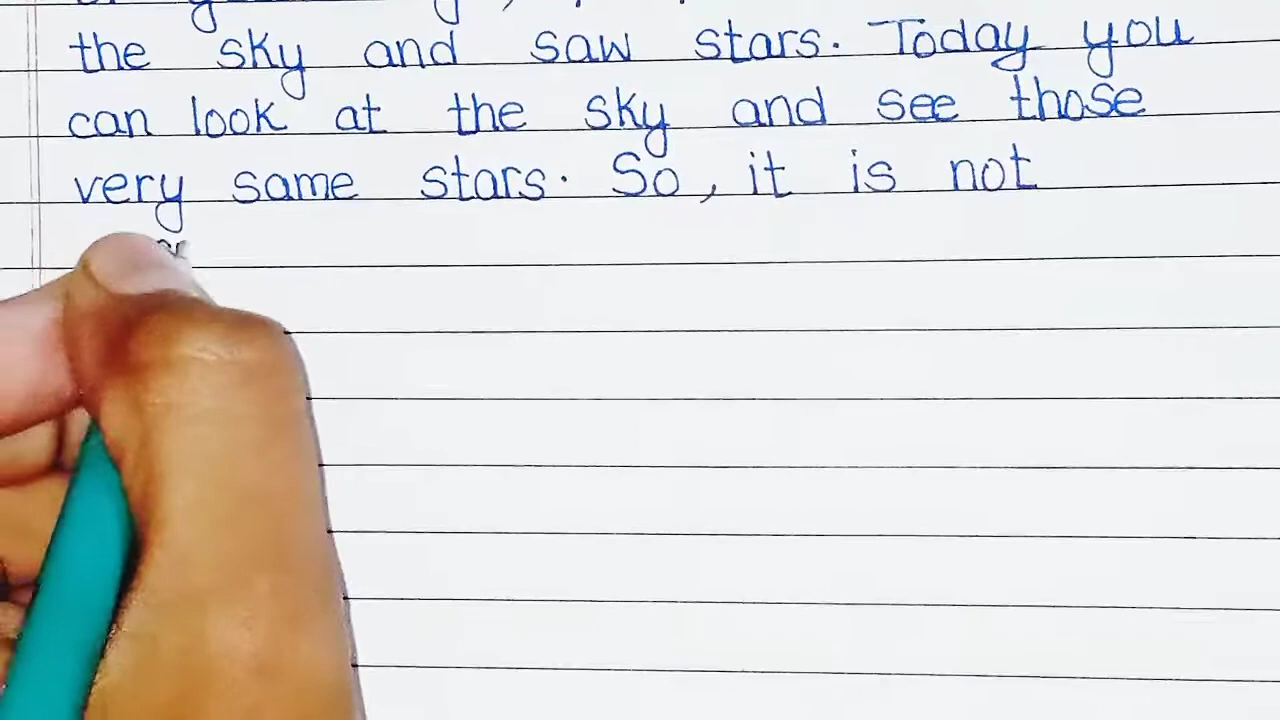 the sky and saw stars. Today you
can look at the sky and see those
very same stars. So, it is not